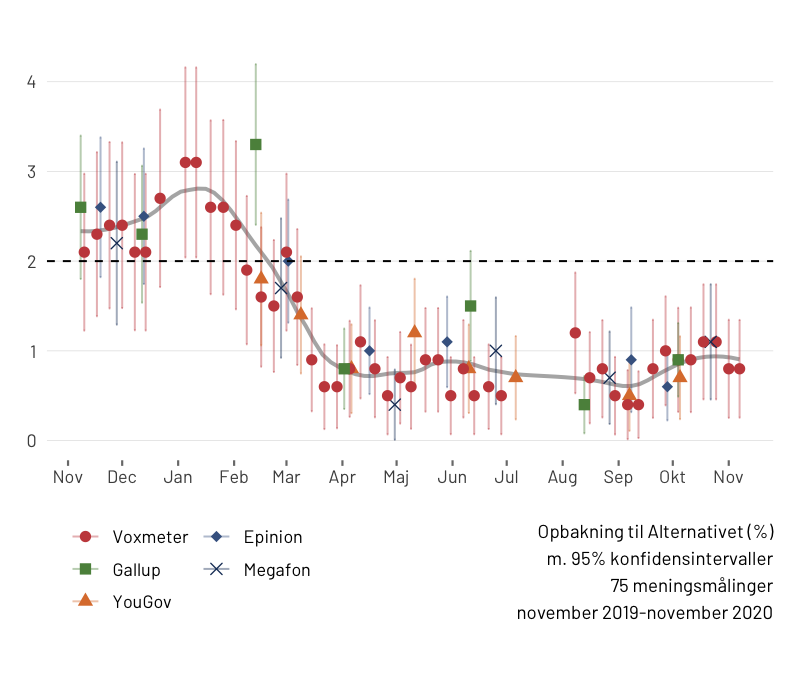 4
3
2
1
0
Nov Dec Jan Feb Mar Apr Maj Jun Jul Aug Sep Okt Nov
Voxmeter Epinion
Gallup Megafon
YouGov
Opbakning til Alternativet (%)
m. 95% konfidensintervaller
75 meningsmålinger
november 2019-november 2020